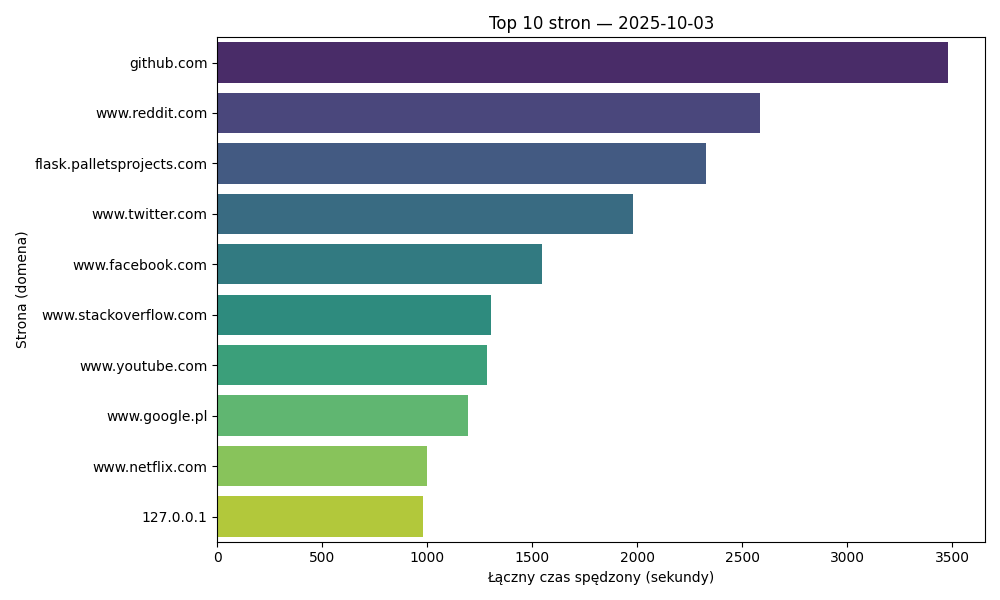 Top 10 stron — 2025-10-03
Strona (domena)
github.com
www.reddit.com
flask.palletsprojects.com
www.twitter.com
www.facebook.com
www.stackoverflow.com
www.youtube.com
www.google.pl
www.netflix.com
127.0.0.1
0 500 1000 1500 2000 2500 3000 3500
Łączny czas spędzony (sekundy)